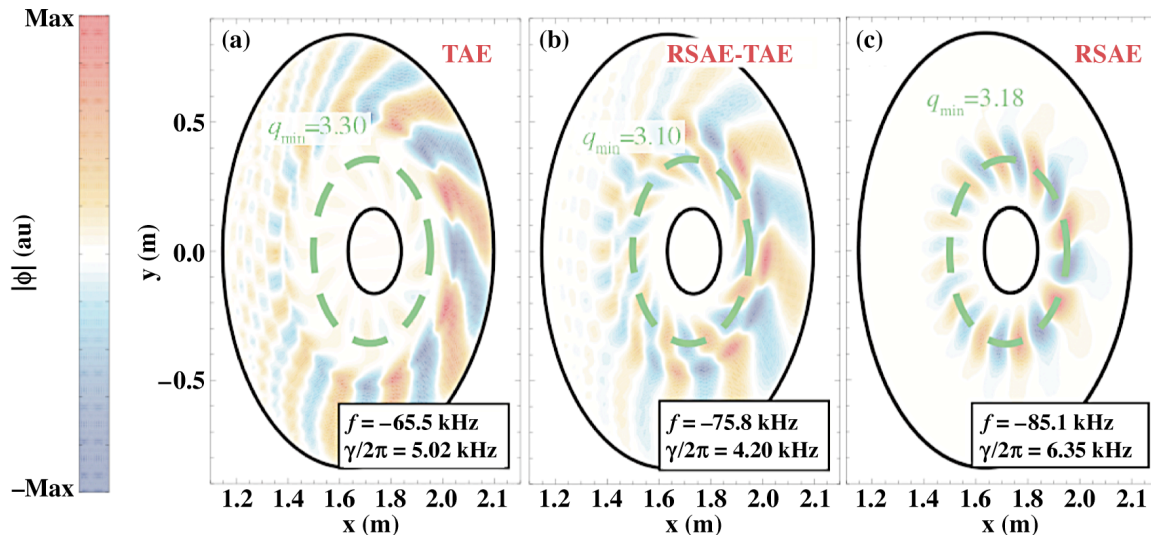 Max
−Max
|ϕ| (au)
(a)
TAE
q_min=3.30
f = −65.5 kHz
γ/2π = 5.02 kHz
y (m)
0.5
0.0
−0.5
1.2 1.4 1.6 1.8 2.0 2.1
x (m)
(b)
RSAE-TAE
q_min=3.10
f = −75.8 kHz
γ/2π = 4.20 kHz
1.2 1.4 1.6 1.8 2.0 2.1
x (m)
(c)
RSAE
q_min=3.18
f = −85.1 kHz
γ/2π = 6.35 kHz
1.2 1.4 1.6 1.8 2.0 2.1
x (m)